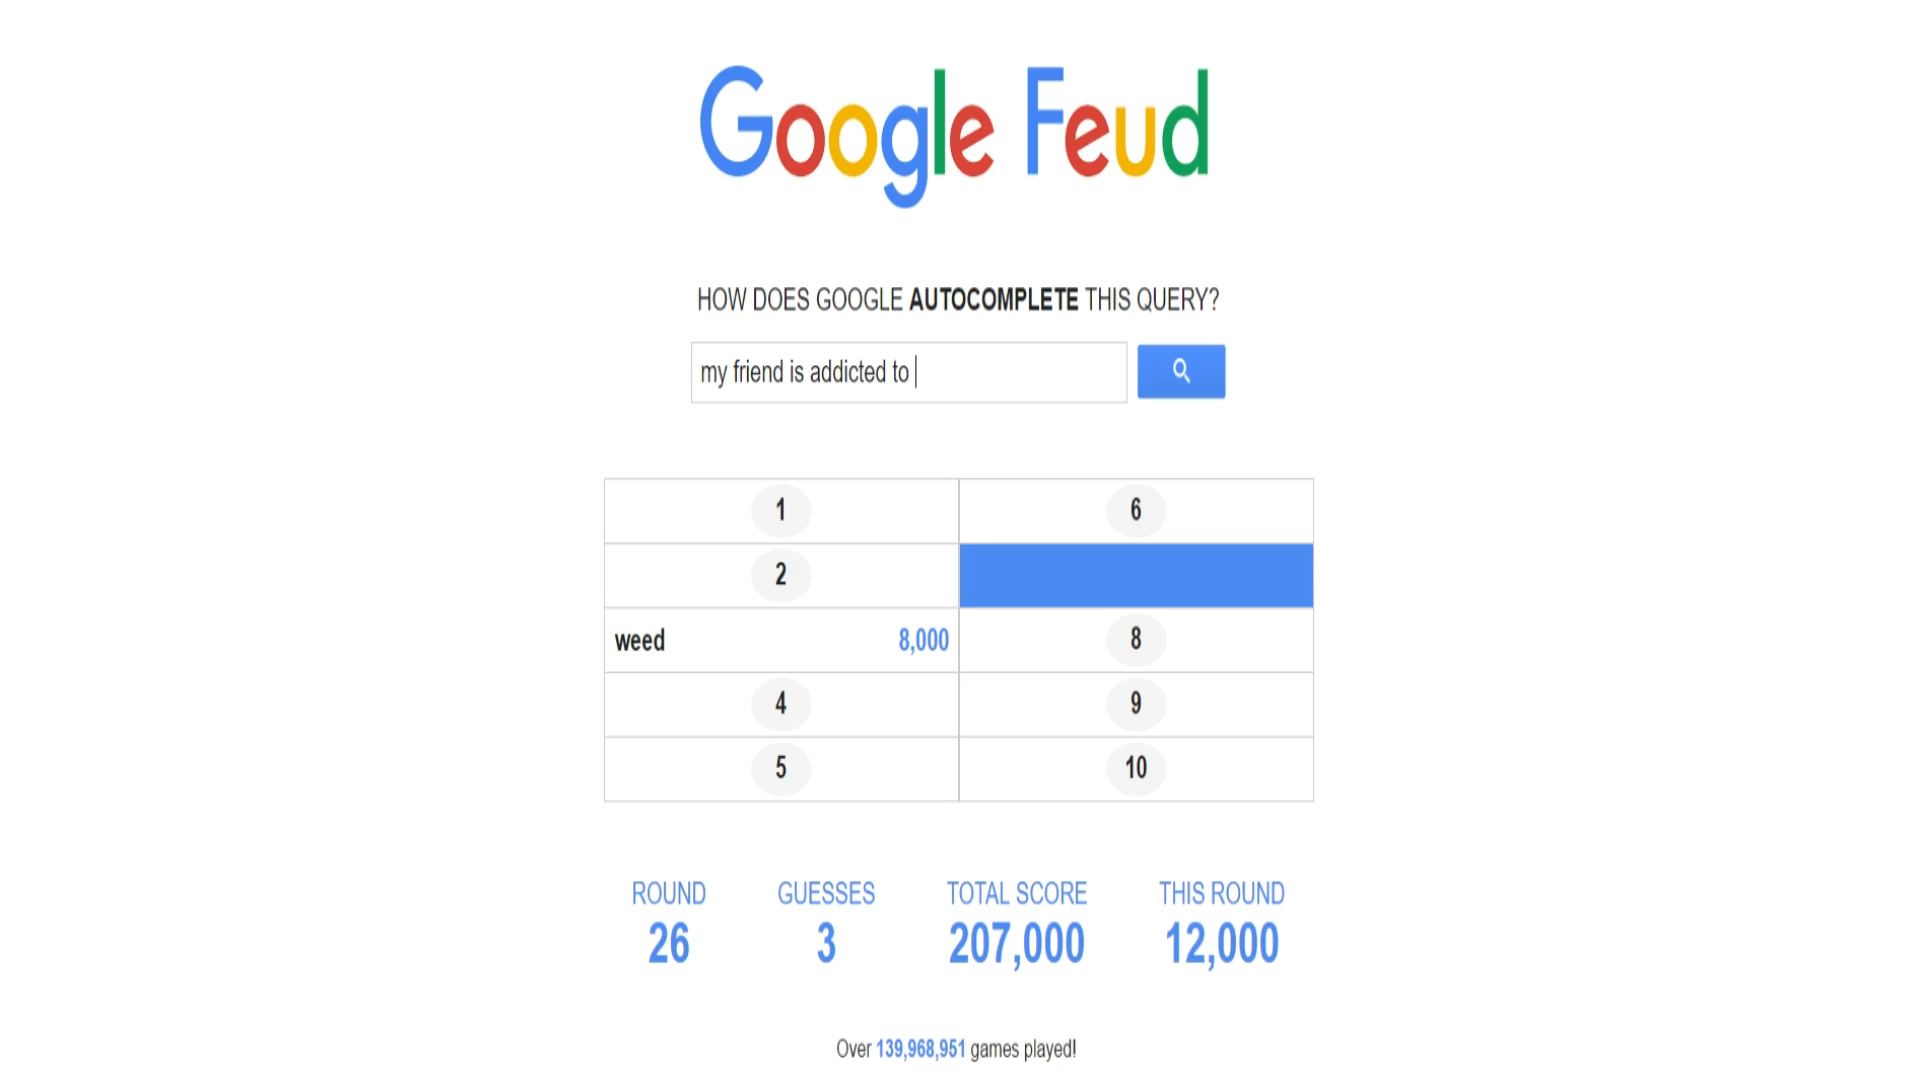 Google Feud
HOW DOES GOOGLE AUTOCOMPLETE THIS QUERY?
my friend is addicted to
1
6
2
weed 8,000
8
4
9
5
10
ROUND GUESSES TOTAL SCORE THIS ROUND
26 3 207,000 12,000
Over 139,968,951 games played!